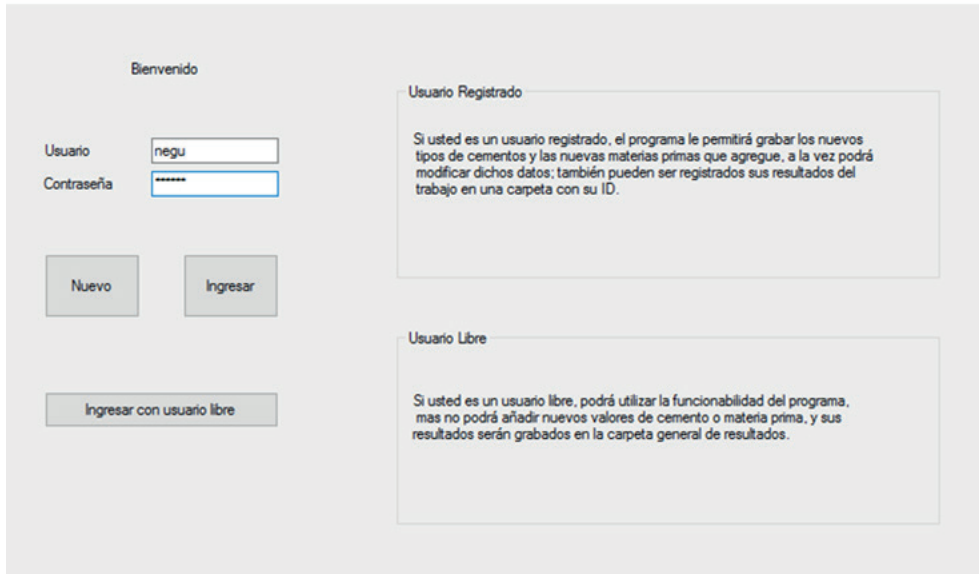 Bienvenido
Usuario
negu
Contraseña
••••••
Nuevo
Ingresar
Ingresar con usuario libre
Usuario Registrado
Si usted es un usuario registrado, el programa le permitirá grabar los nuevos
tipos de cementos y las nuevas materias primas que agregue, a la vez podrá
modificar dichos datos; también pueden ser registrados sus resultados del
trabajo en una carpeta con su ID.
Usuario Libre
Si usted es un usuario libre, podrá utilizar la funcionabilidad del programa,
mas no podrá añadir nuevos valores de cemento o materia prima, y sus
resultados serán grabados en la carpeta general de resultados.